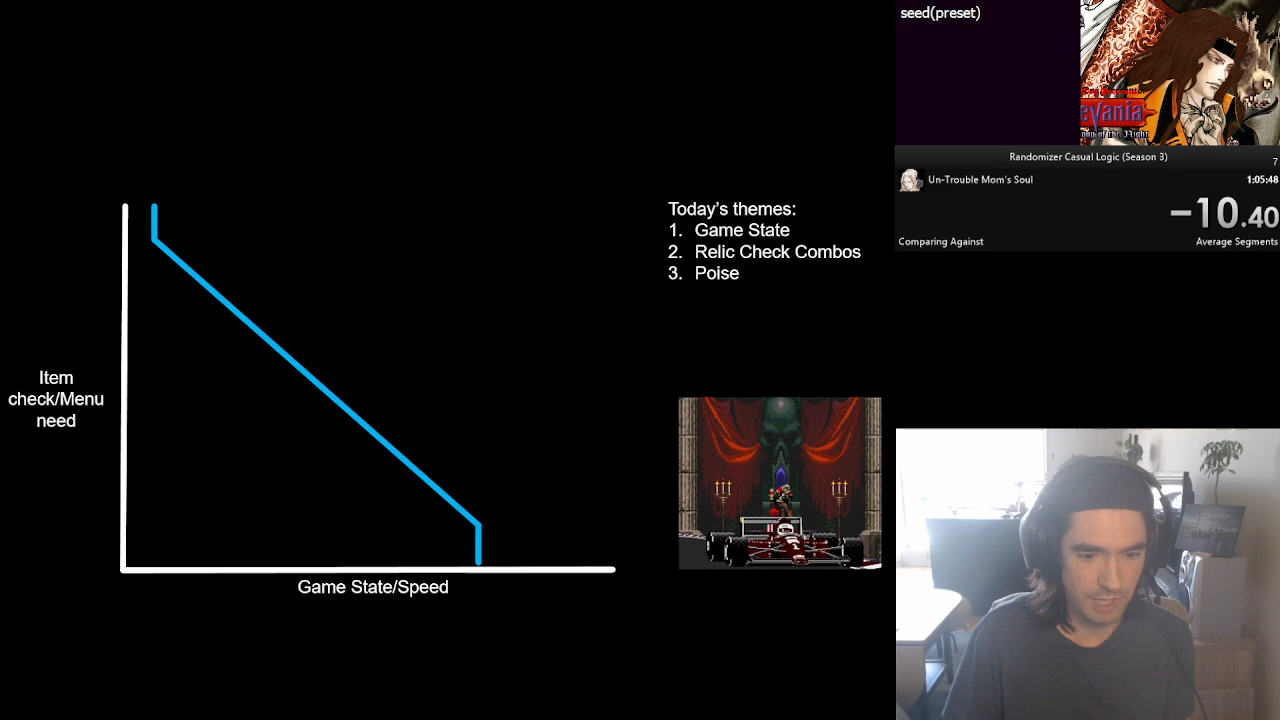 seed(preset)
evania
Randomizer Casual Logic (Season 3)
7
Un-Trouble Mom's Soul
1:05:48
-10.40
Comparing Against
Average Segments
Today's themes:
1. Game State
2. Relic Check Combos
3. Poise
Item
check/Menu
need
Game State/Speed